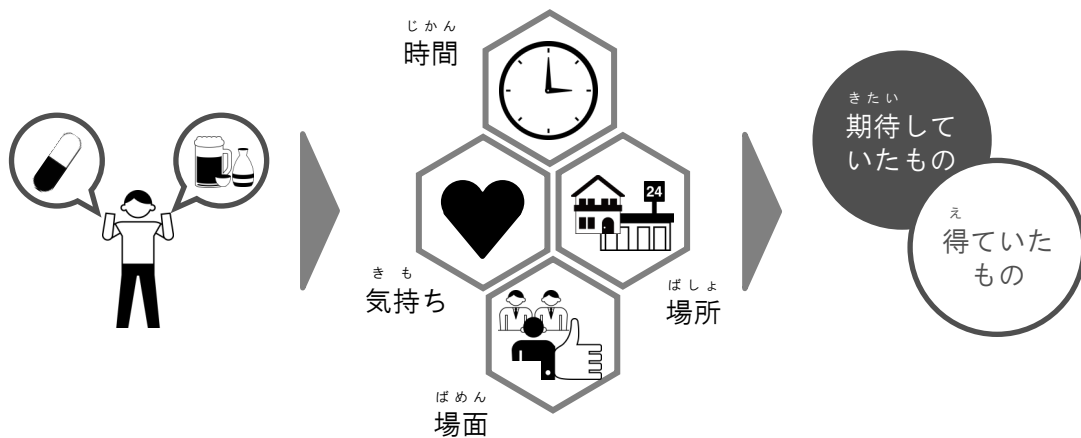 じかん
時間
24
きもち
気持ち
ばしょ
場所
ばめん
場面
きたい
期待して
いたもの
え
得ていた
もの